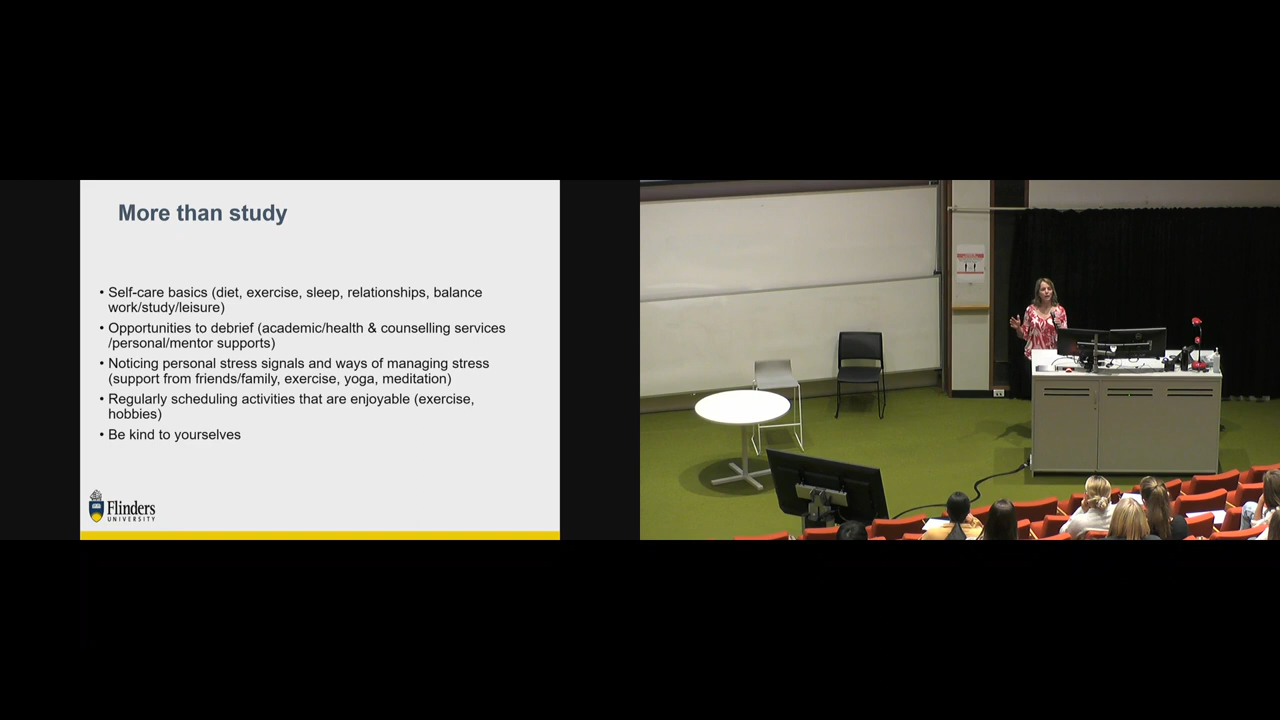 More than study
• Self-care basics (diet, exercise, sleep, relationships, balance
work/study/leisure)
• Opportunities to debrief (academic/health & counselling services
/personal/mentor supports)
• Noticing personal stress signals and ways of managing stress
(support from friends/family, exercise, yoga, meditation)
• Regularly scheduling activities that are enjoyable (exercise,
hobbies)
• Be kind to yourselves
Flinders
UNIVERSITY